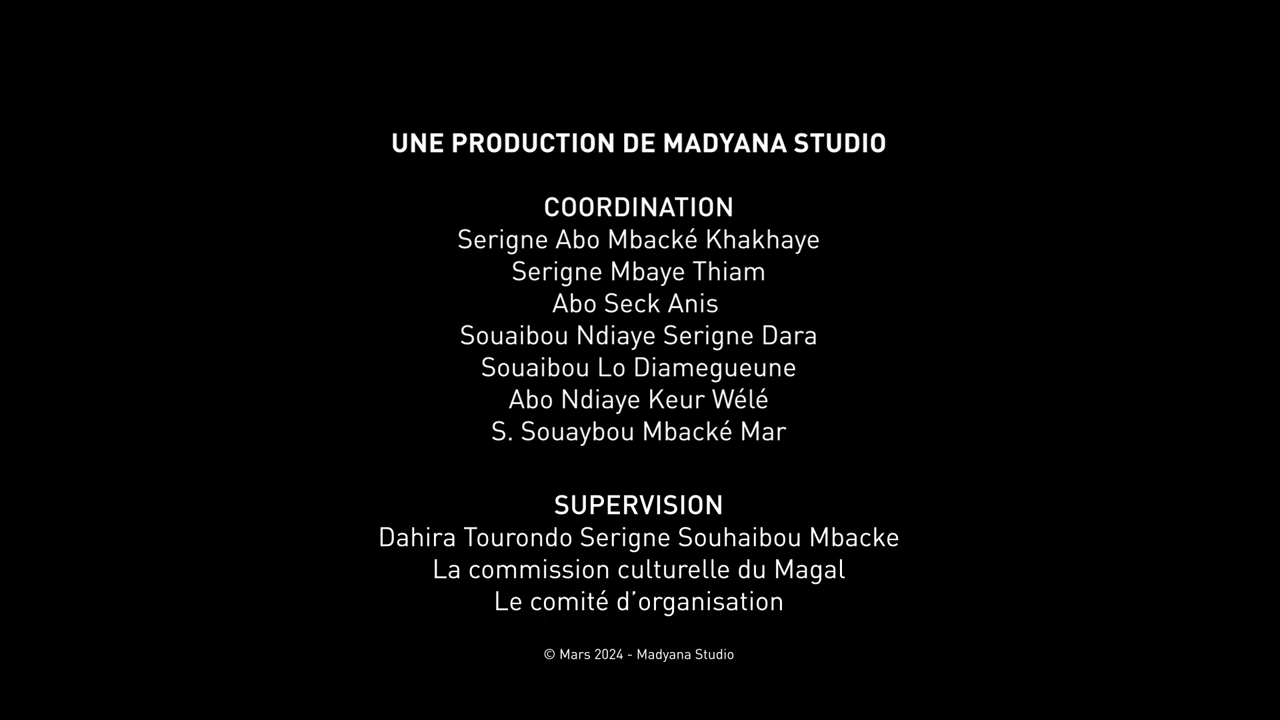 UNE PRODUCTION DE MADYANA STUDIO
COORDINATION
Serigne Abo Mbacké Khakhaye
Serigne Mbaye Thiam
Abo Seck Anis
Souaibou Ndiaye Serigne Dara
Souaibou Lo Diamegueune
Abo Ndiaye Keur Wélé
S. Souaybou Mbacké Mar
SUPERVISION
Dahira Tourondo Serigne Souhaibou Mbacke
La commission culturelle du Magal
Le comité d’organisation
© Mars 2024 - Madyana Studio